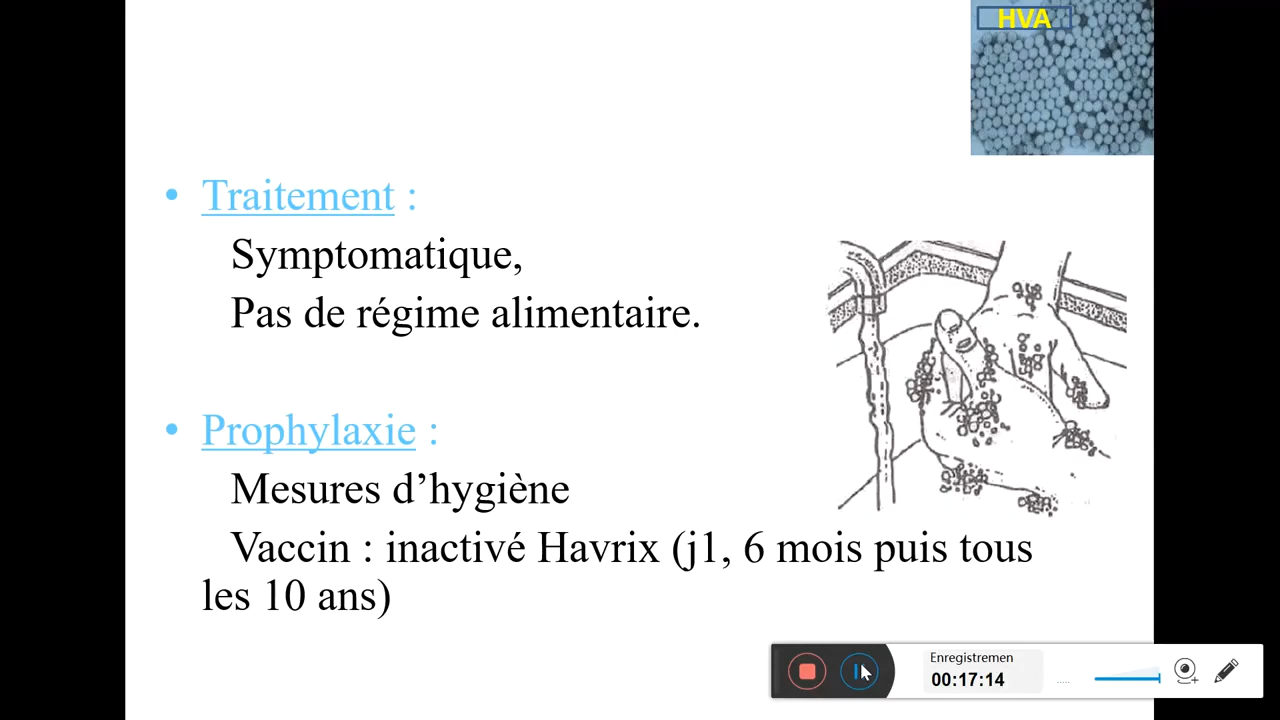 HVA
• Traitement :
Symptomatique,
Pas de régime alimentaire.
• Prophylaxie :
Mesures d’hygiène
Vaccin : inactivé Havrix (j1, 6 mois puis tous
les 10 ans)
Enregistremen
00:17:14